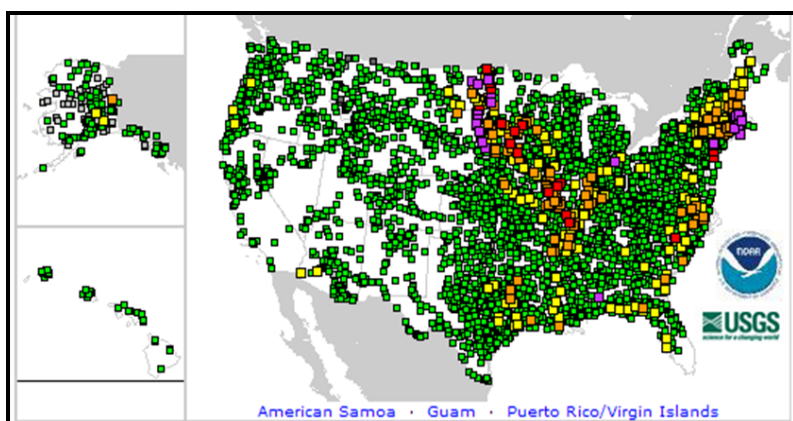 NOAA
USGS
science for a changing world
American Samoa · Guam · Puerto Rico/Virgin Islands